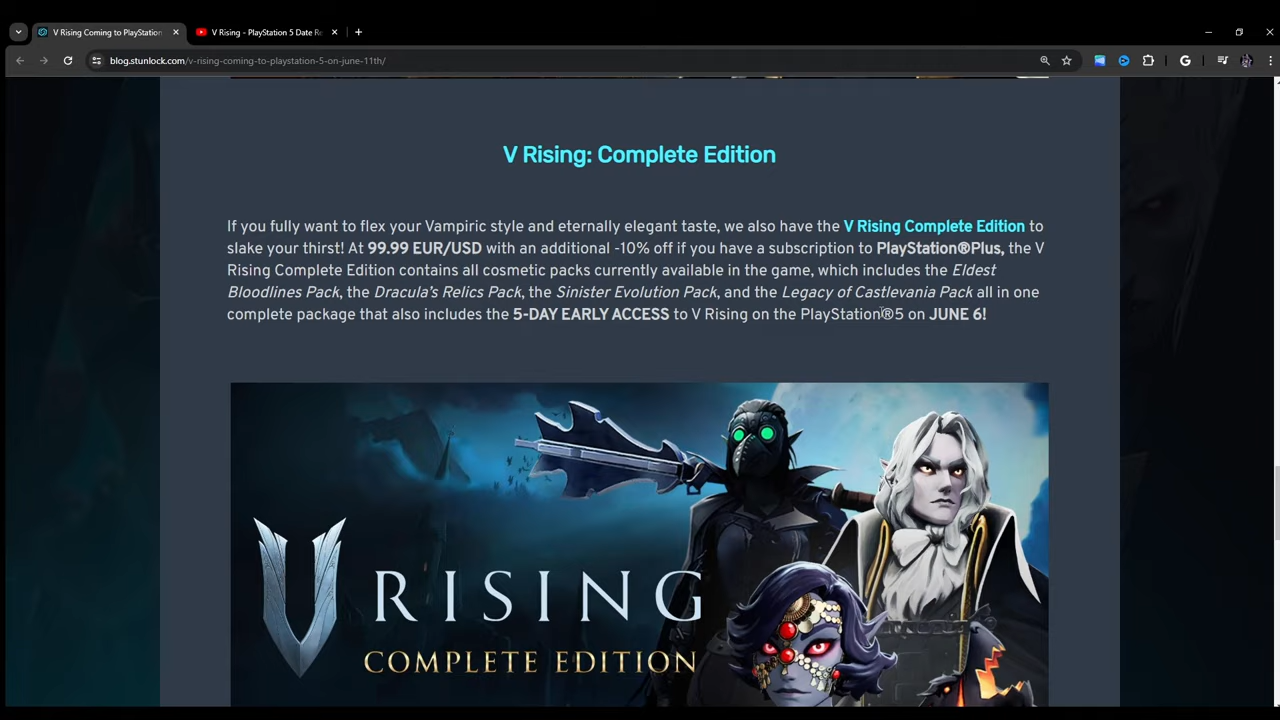 V Rising Coming to PlayStation
V Rising - PlayStation 5 Date Re
blog.stunlock.com/v-rising-coming-to-playstation-5-on-june-11th/
V Rising: Complete Edition
If you fully want to flex your Vampiric style and eternally elegant taste, we also have the V Rising Complete Edition to
slake your thirst! At 99.99 EUR/USD with an additional -10% off if you have a subscription to PlayStation®Plus, the V
Rising Complete Edition contains all cosmetic packs currently available in the game, which includes the Eldest
Bloodlines Pack, the Dracula's Relics Pack, the Sinister Evolution Pack, and the Legacy of Castlevania Pack all in one
complete package that also includes the 5-DAY EARLY ACCESS to V Rising on the PlayStation®5 on JUNE 6!
V RISING
COMPLETE EDITION